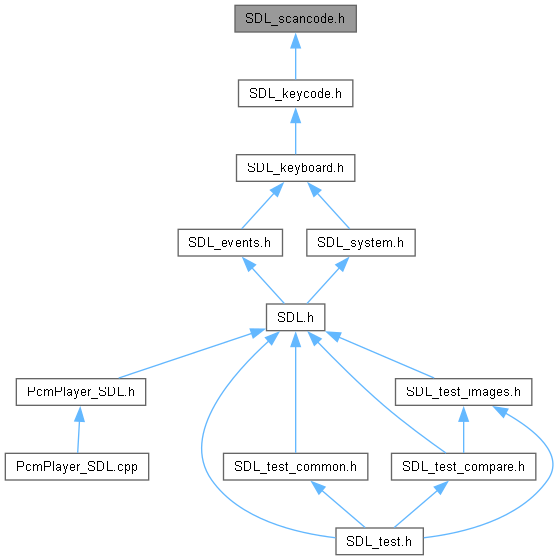 SDL_scancode.h
SDL_keycode.h
SDL_keyboard.h
SDL_events.h
SDL_system.h
SDL.h
PcmPlayer_SDL.h
SDL_test_images.h
PcmPlayer_SDL.cpp
SDL_test_common.h
SDL_test_compare.h
SDL_test.h